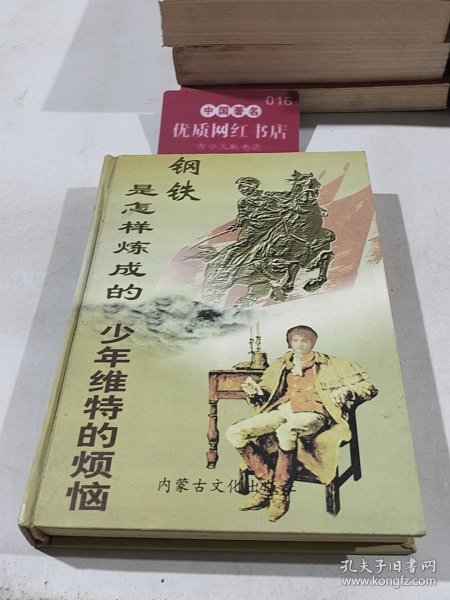 016
中国著名
优质网红书店
古今文献书店
钢铁
是怎样炼成的
少年维特的烦恼
内蒙古文化出版社
孔夫子旧书网
www.kongfz.com